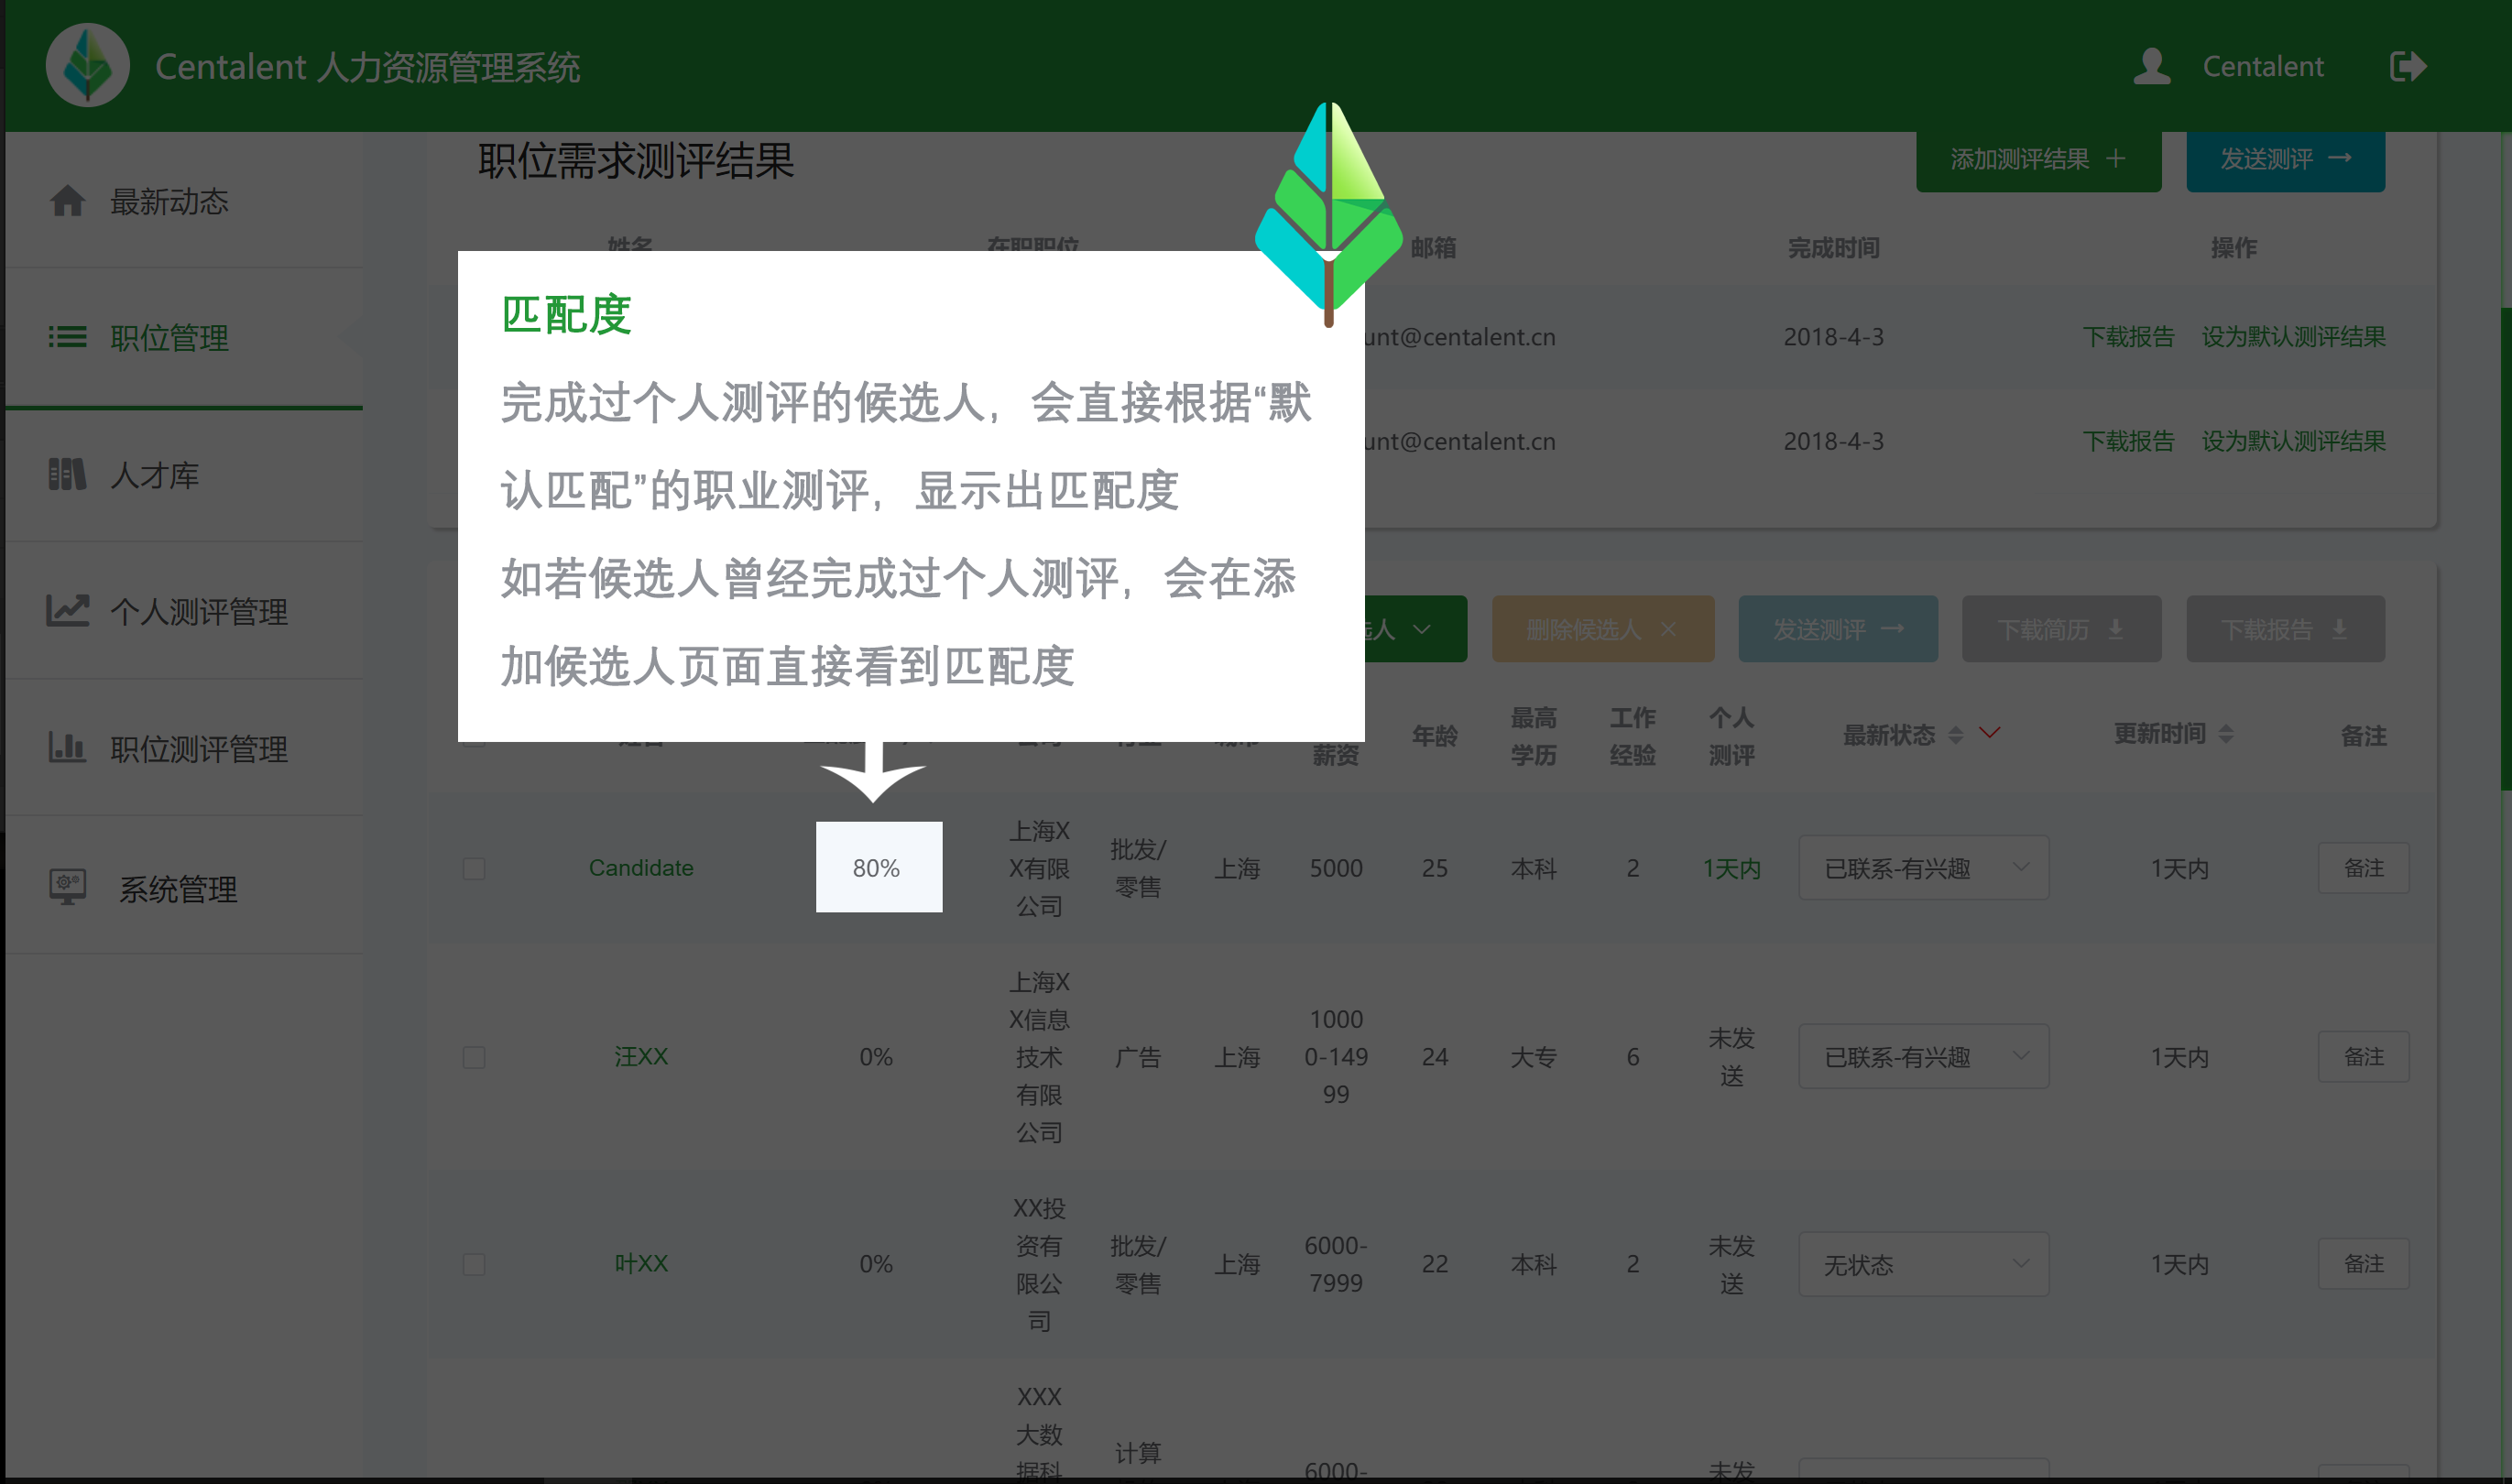 Centalent 人力资源管理系统
Centalent
最新动态
职位管理
人才库
个人测评管理
职位测评管理
系统管理
职位需求测评结果
添加测评结果
发送测评
姓名 在职职位 邮箱 完成时间 操作
unt@centalent.cn 2018-4-3 下载报告 设为默认测评结果
unt@centalent.cn 2018-4-3 下载报告 设为默认测评结果
匹配度
完成过个人测评的候选人，会直接根据“默
认匹配”的职业测评，显示出匹配度
如若候选人曾经完成过个人测评，会在添
加候选人页面直接看到匹配度
选人 删除候选人 发送测评 下载简历 下载报告
薪资 年龄 最高 工作 个人 最新状态 更新时间 备注
学历 经验 测评
上海X
Candidate 80% X有限 批发/ 上海 5000 25 本科 2 1天内 已联系-有兴趣 1天内 备注
公司 零售
上海X
X信息 1000 未发
汪XX 0% 技术 广告 上海 0-149 24 大专 6 送 已联系-有兴趣 1天内 备注
有限 99
公司
XX投
资有 批发/ 6000- 未发
叶XX 0% 限公 零售 上海 7999 22 本科 2 送 无状态 1天内 备注
司
XXX
大数 计算
据科 6000- 未发